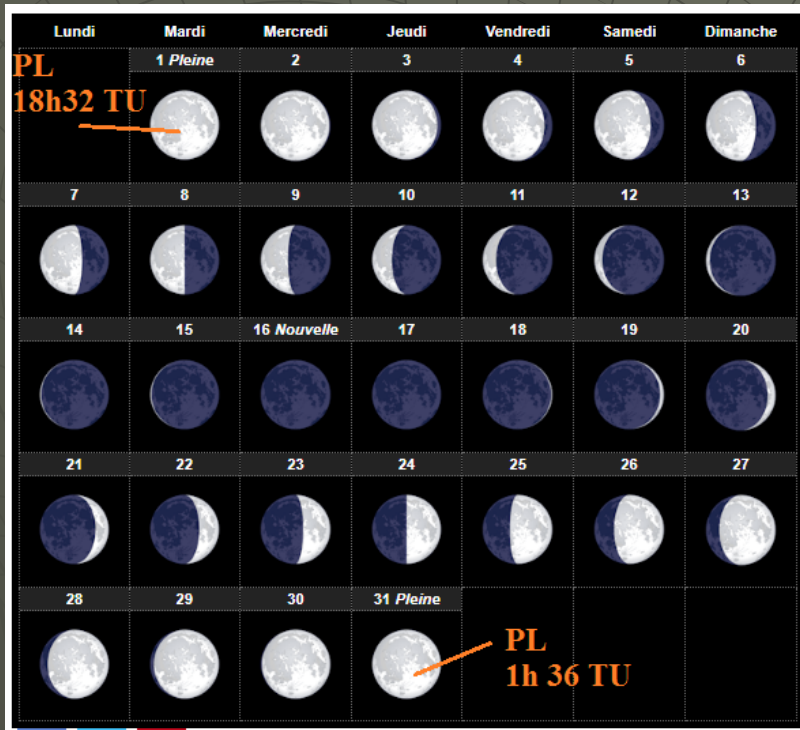 Lundi Mardi Mercredi Jeudi Vendredi Samedi Dimanche
1 Pleine 2 3 4 5 6
PL
18h32 TU
7 8 9 10 11 12 13
14 15 16 Nouvelle 17 18 19 20
21 22 23 24 25 26 27
28 29 30 31 Pleine
PL
1h 36 TU